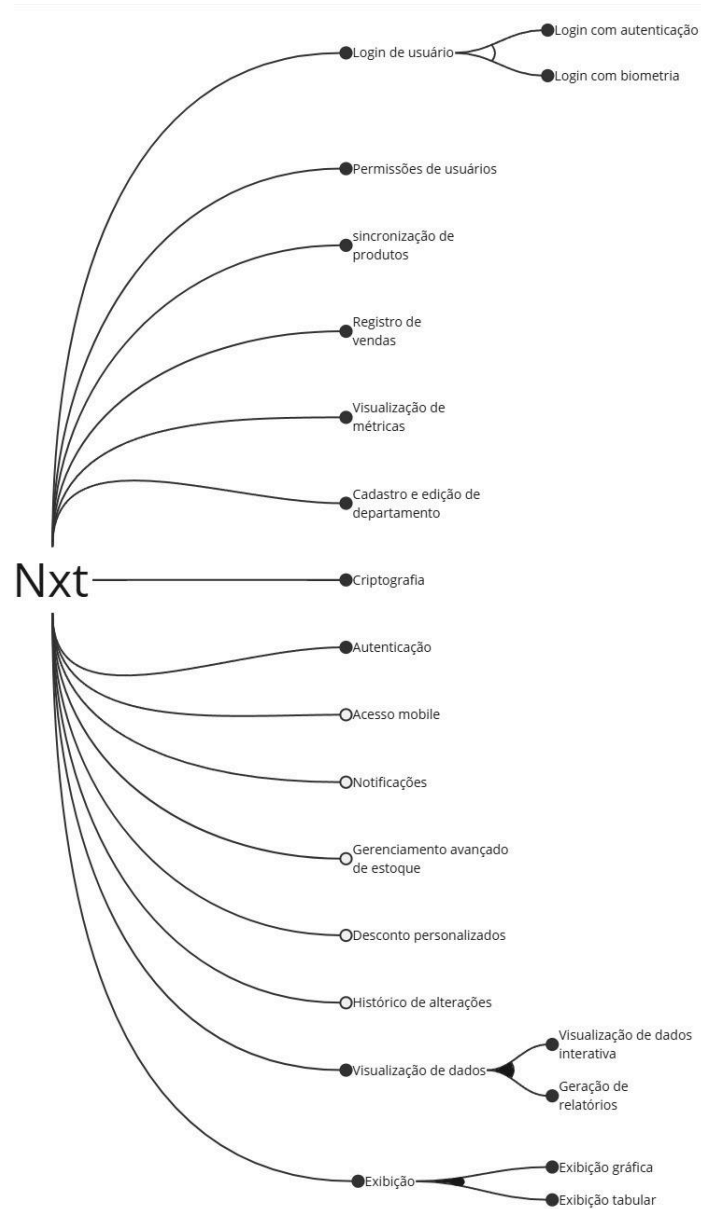 Login de usuário
Login com autenticação
Login com biometria
Permissões de usuários
sincronização de
produtos
Registro de
vendas
Visualização de
métricas
Cadastro e edição de
departamento
Nxt
Criptografia
Autenticação
Acesso mobile
Notificações
Gerenciamento avançado
de estoque
Desconto personalizados
Histórico de alterações
Visualização de dados
Visualização de dados
interativa
Geração de
relatórios
Exibição
Exibição gráfica
Exibição tabular